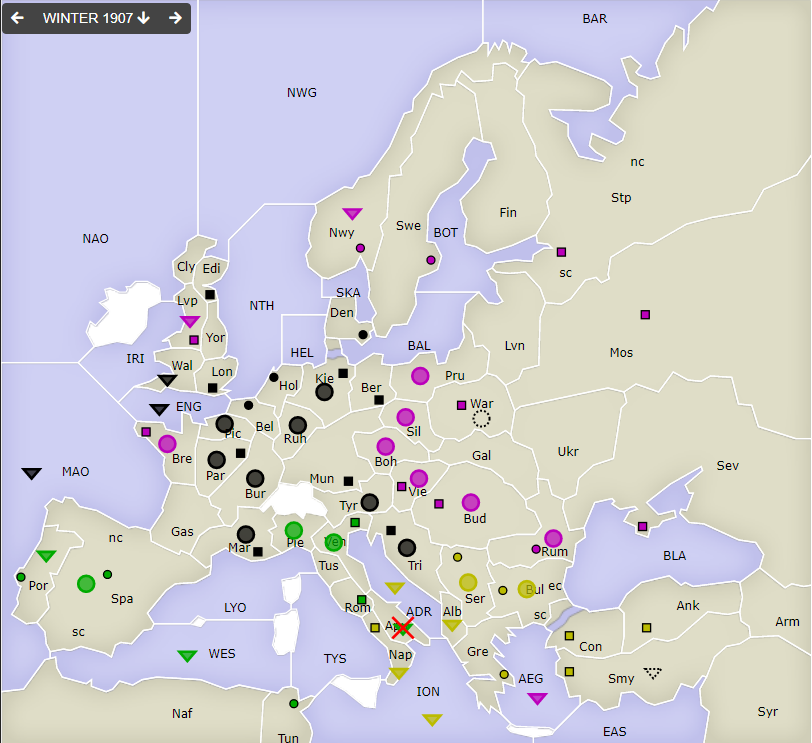 WINTER 1907
BAR
NWG
nc
Stp
Fin
Swe
BOT
Nwy
NAO
sc
Cly Edi
SKA
Lvp
NTH
Den
Yor
Lvn
Mos
IRI
HEL
BAL
Wal
Lon
Kie
Pru
Hol
Ber
War
ENG
Bel
Pic
Ruh
Sil
Gal
Ukr
Bre
Boh
Sev
MAO
Par
Mun
Vie
Bur
Tyr
Bud
Gas
nc
Mar
Pie
Ven
Rum
BLA
Tus
Tri
Por
Spa
Ser
Bul
ec
Rom
ADR
Alb
sc
Ank
LYO
Arm
Con
sc
WES
TYS
Nap
Gre
AEG
Smy
ION
Naf
Syr
Tun
EAS